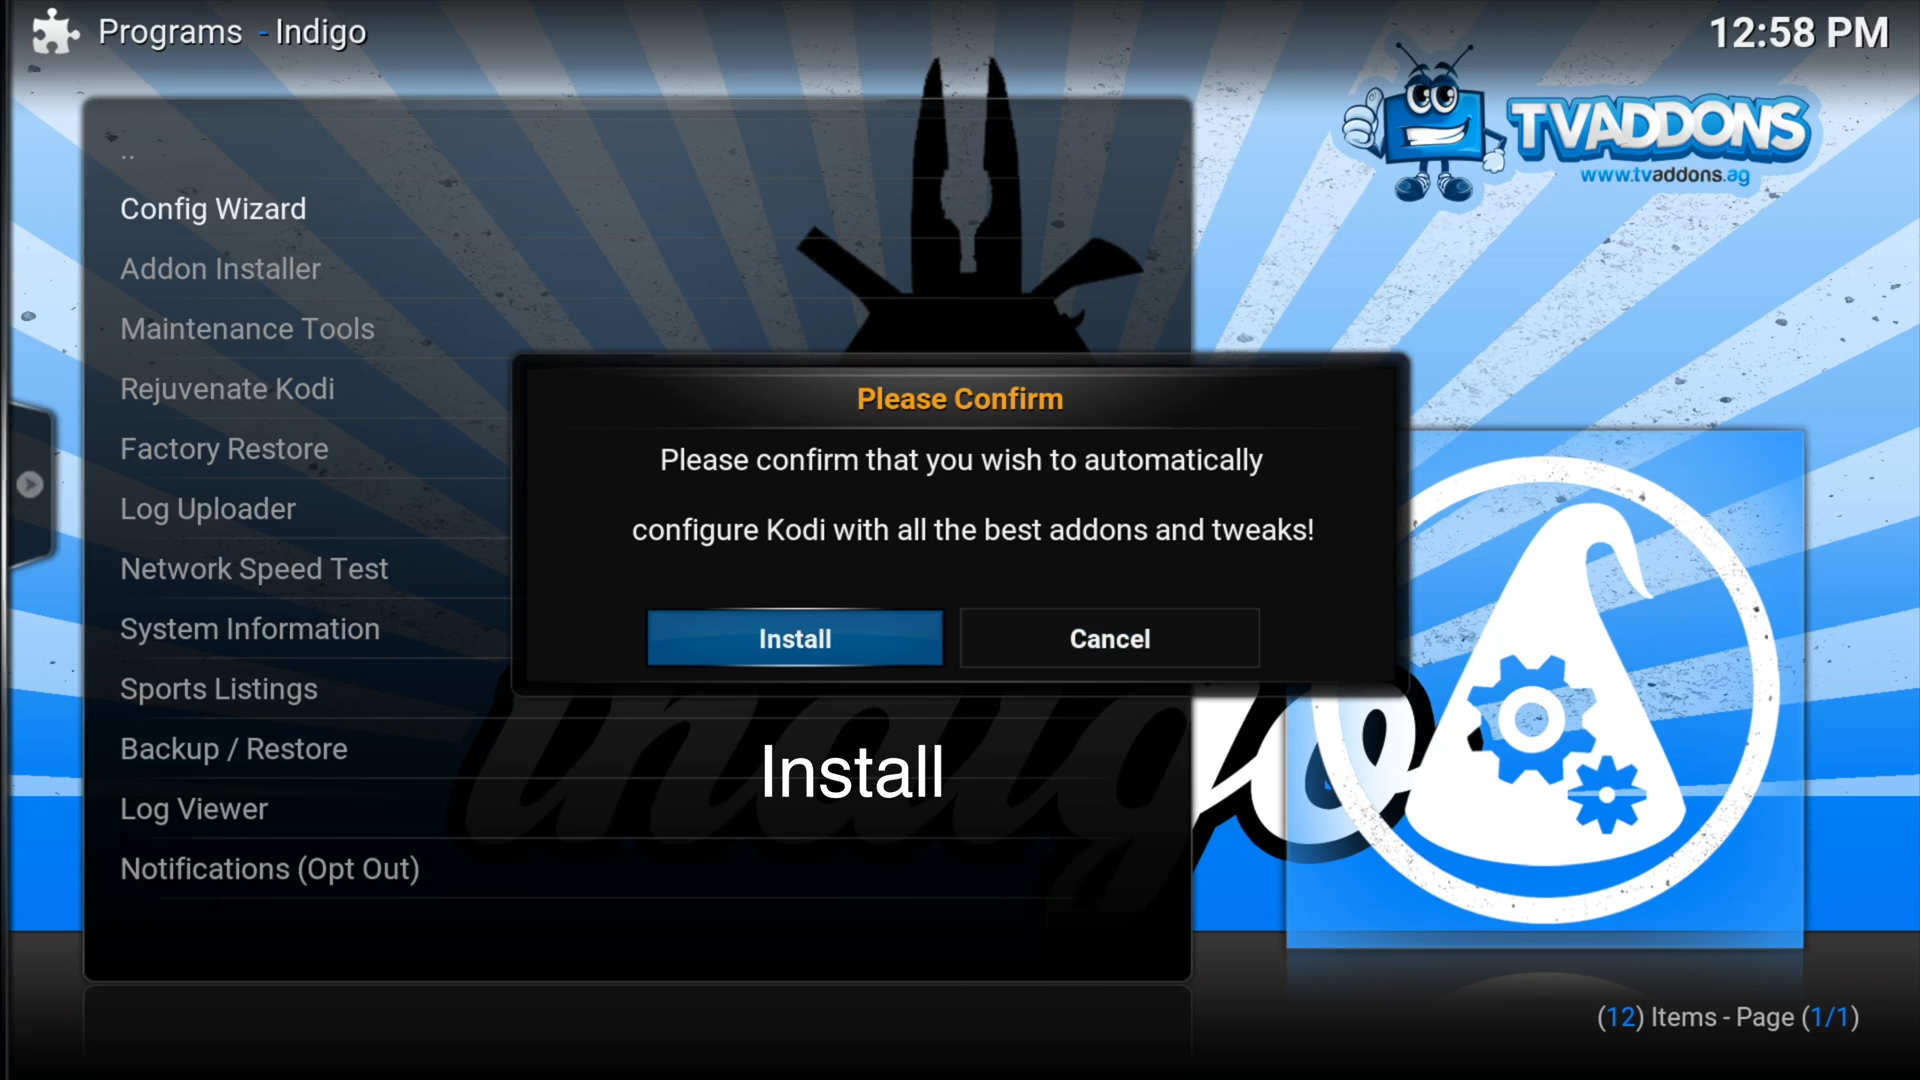 Programs - Indigo
12:58 PM
TVADDONS
www.tvaddons.ag
..
Config Wizard
Addon Installer
Maintenance Tools
Rejuvenate Kodi
Factory Restore
Log Uploader
Network Speed Test
System Information
Sports Listings
Backup / Restore
Log Viewer
Notifications (Opt Out)
Please Confirm
Please confirm that you wish to automatically
configure Kodi with all the best addons and tweaks!
Install
Cancel
Install
indigo
(12) Items - Page (1/1)